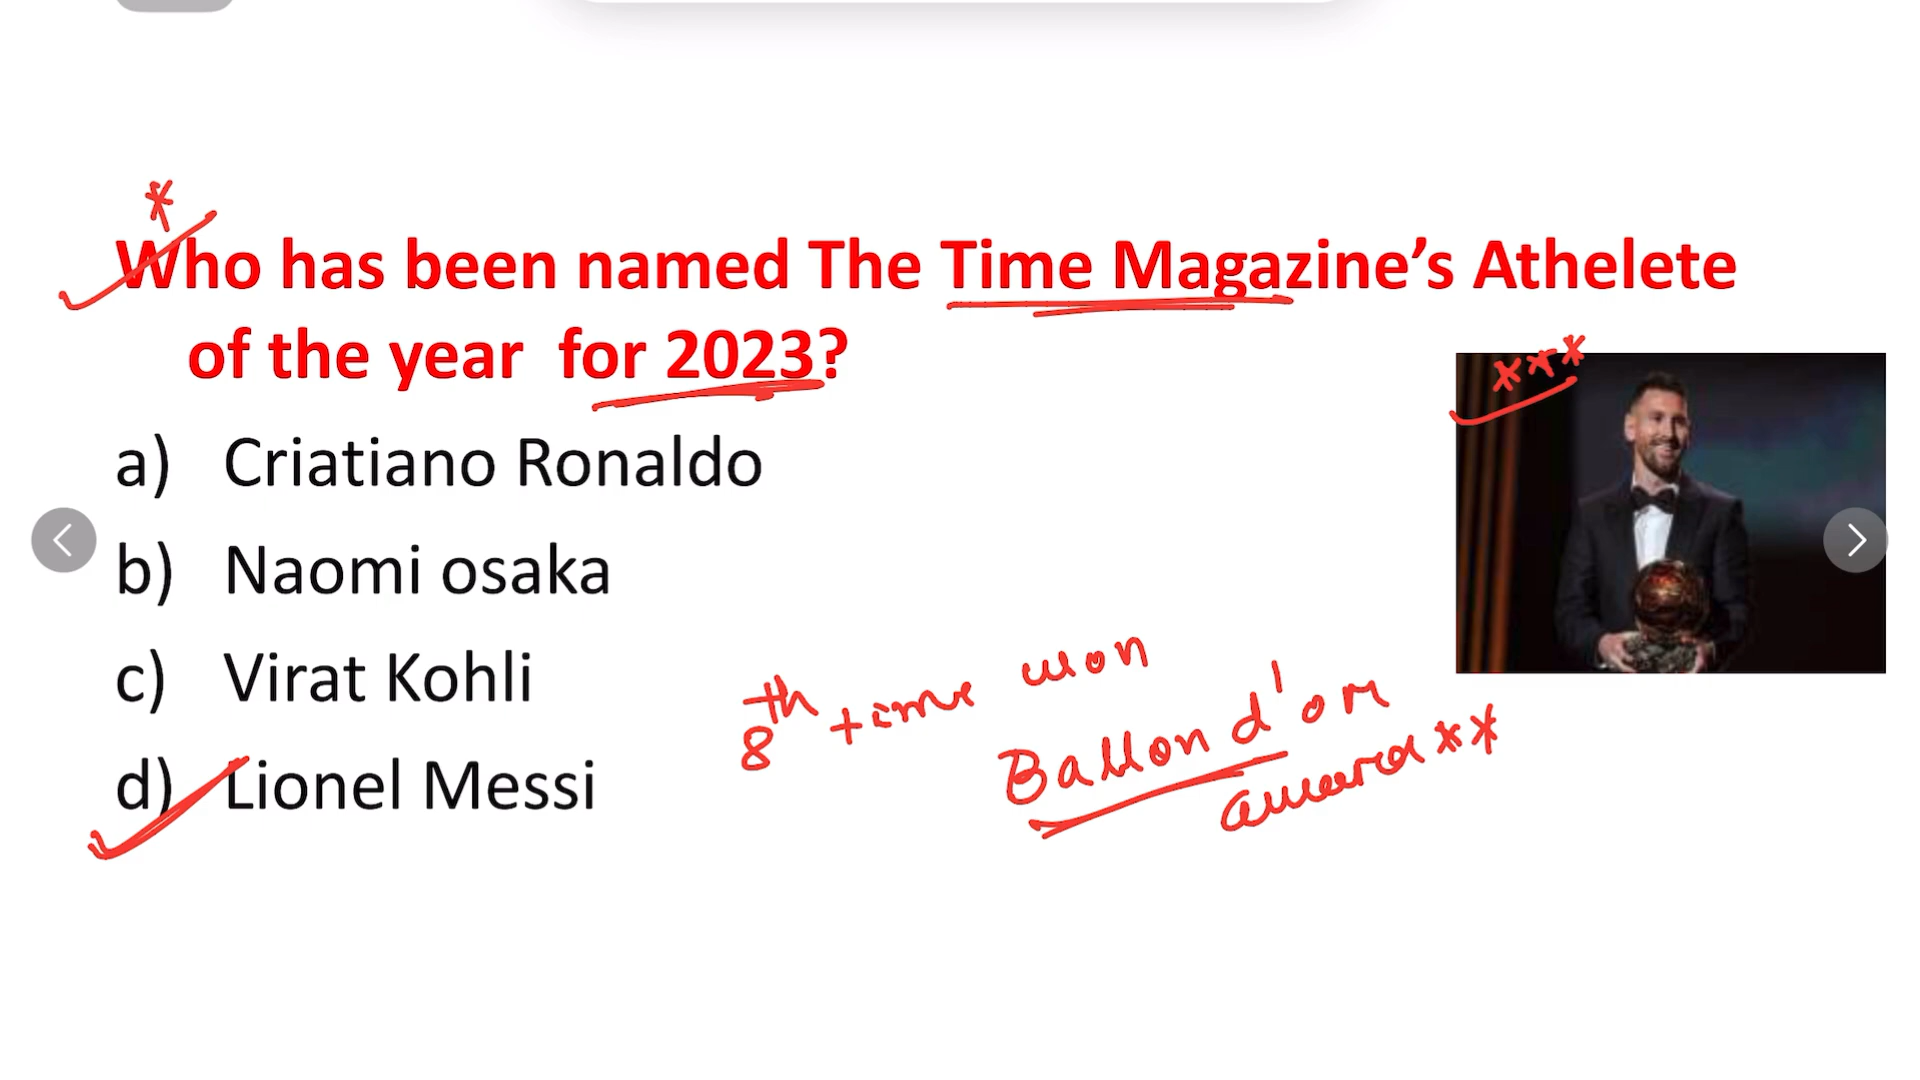 Who has been named The Time Magazine’s Athelete
of the year for 2023?
a) Criatiano Ronaldo
b) Naomi osaka
c) Virat Kohli
d) Lionel Messi
8th time won
Ballon d'or
award **